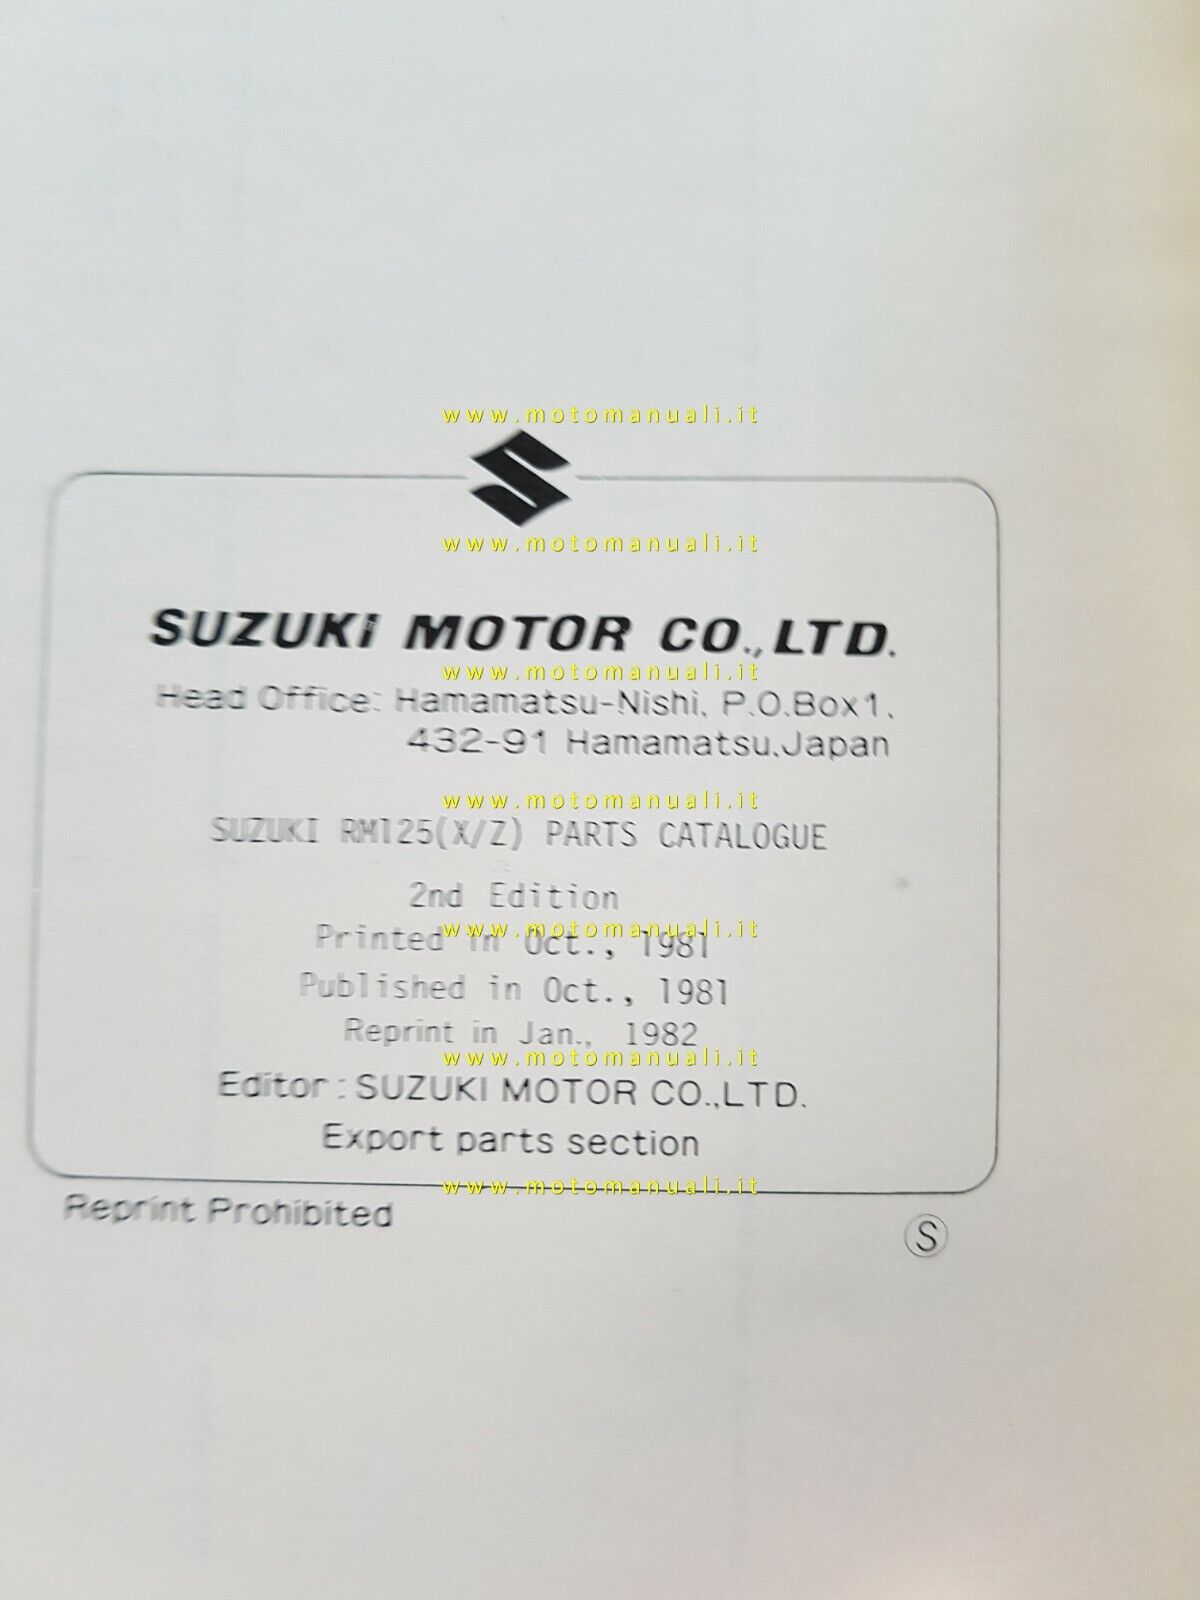 www.motomanuali.it
www.motomanuali.it
SUZUKI MOTOR CO.,LTD.
www.motomanuali.it
Head Office: Hamamatsu-Nishi, P.O.Box1,
432-91 Hamamatsu,Japan
www.motomanuali.it
SUZUKI RM125(X/Z) PARTS CATALOGUE
2nd Edition
www.motomanuali.it
Printed in Oct., 1981
Published in Oct., 1981
Reprint in Jan., 1982
www.motomanuali.it
Editor : SUZUKI MOTOR CO.,LTD.
Export parts section
www.motomanuali.it
Reprint Prohibited
S